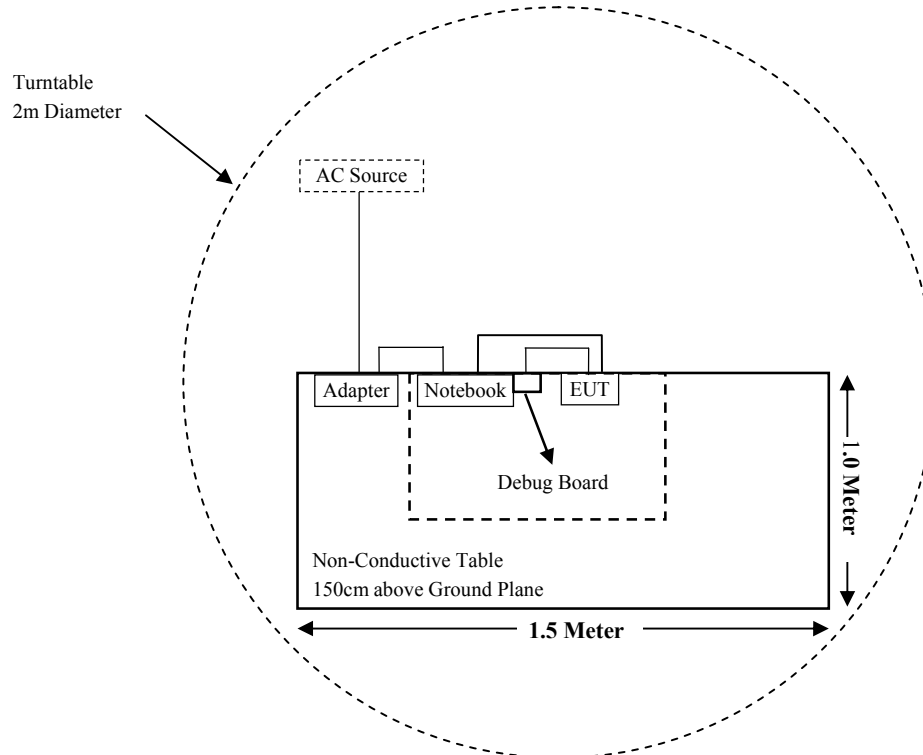 Turntable
2m Diameter
AC Source
Adapter
Notebook
EUT
Debug Board
1.0 Meter
Non-Conductive Table
150cm above Ground Plane
1.5 Meter